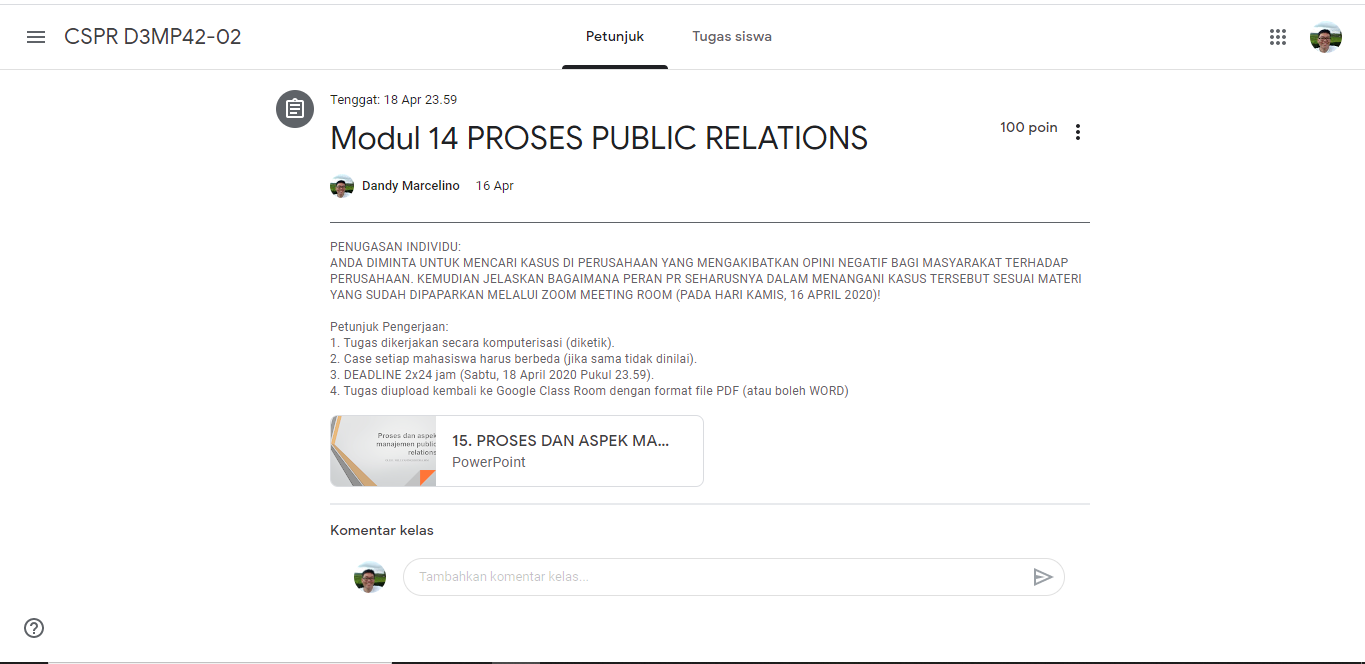 CSPR D3MP42-02
Petunjuk
Tugas siswa
Tenggat: 18 Apr 23.59
Modul 14 PROSES PUBLIC RELATIONS
100 poin
Dandy Marcelino 16 Apr
PENUGASAN INDIVIDU:
ANDA DIMINTA UNTUK MENCARI KASUS DI PERUSAHAAN YANG MENGAKIBATKAN OPINI NEGATIF BAGI MASYARAKAT TERHADAP
PERUSAHAAN. KEMUDIAN JELASKAN BAGAIMANA PERAN PR SEHARUSNYA DALAM MENANGANI KASUS TERSEBUT SESUAI MATERI
YANG SUDAH DIPAPARKAN MELALUI ZOOM MEETING ROOM (PADA HARI KAMIS, 16 APRIL 2020)!
Petunjuk Pengerjaan:
1. Tugas dikerjakan secara komputerisasi (diketik).
2. Case setiap mahasiswa harus berbeda (jika sama tidak dinilai).
3. DEADLINE 2x24 jam (Sabtu, 18 April 2020 Pukul 23.59).
4. Tugas diupload kembali ke Google Class Room dengan format file PDF (atau boleh WORD)
Proses dan aspek
manajemen public
relations
15. PROSES DAN ASPEK MA...
PowerPoint
Komentar kelas
Tambahkan komentar kelas...